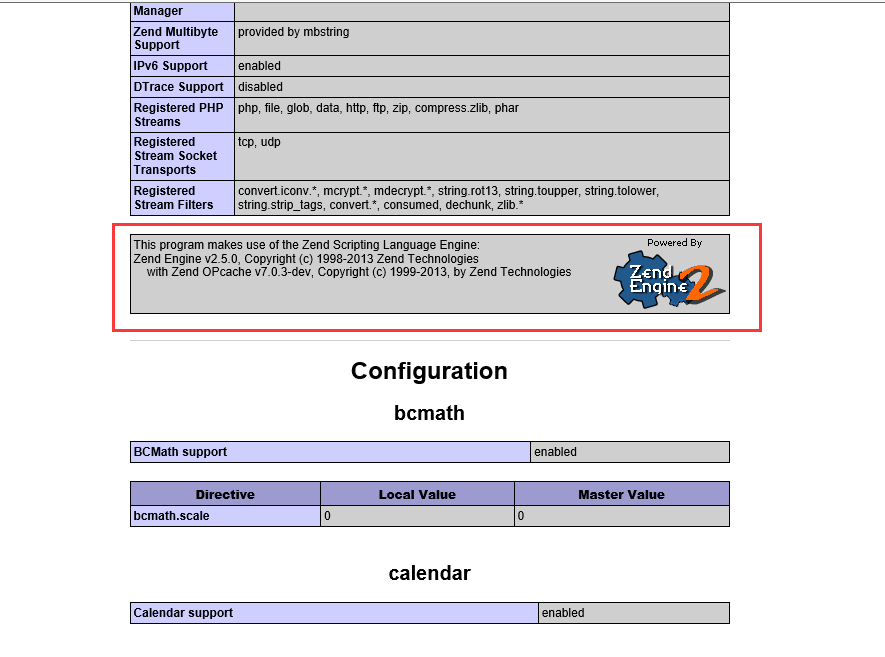 Manager
Zend Multibyte
Support
provided by mbstring
IPv6 Support
enabled
DTrace Support
disabled
Registered PHP
Streams
php, file, glob, data, http, ftp, zip, compress.zlib, phar
Registered
Stream Socket
Transports
tcp, udp
Registered
Stream Filters
convert.iconv.*, mcrypt.*, mdecrypt.*, string.rot13, string.toupper, string.tolower,
string.strip_tags, convert.*, consumed, dechunk, zlib.*
This program makes use of the Zend Scripting Language Engine:
Zend Engine v2.5.0, Copyright (c) 1998-2013 Zend Technologies
with Zend OPcache v7.0.3-dev, Copyright (c) 1999-2013, by Zend Technologies
Powered By
Zend
Engine 2
Configuration
bcmath
BCMath support
enabled
Directive
Local Value
Master Value
bcmath.scale
0
0
calendar
Calendar support
enabled